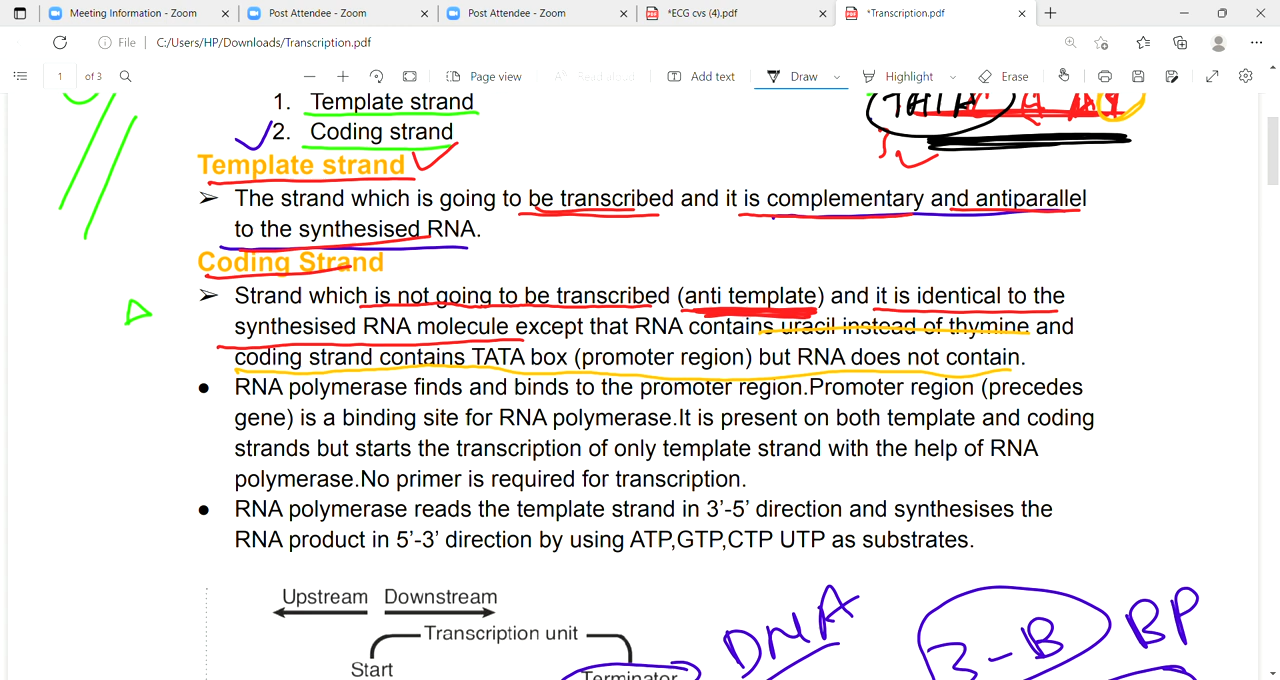 Meeting Information - Zoom
Post Attendee - Zoom
Post Attendee - Zoom
*ECG cvs (4).pdf
*Transcription.pdf
File
C:/Users/HP/Downloads/Transcription.pdf
1 of 3
Page view
Read aloud
Add text
Draw
Highlight
Erase
1. Template strand
2. Coding strand
Template strand
➢ The strand which is going to be transcribed and it is complementary and antiparallel
to the synthesised RNA.
Coding Strand
➢ Strand which is not going to be transcribed (anti template) and it is identical to the
synthesised RNA molecule except that RNA contains uracil instead of thymine and
coding strand contains TATA box (promoter region) but RNA does not contain.
● RNA polymerase finds and binds to the promoter region.Promoter region (precedes
gene) is a binding site for RNA polymerase.It is present on both template and coding
strands but starts the transcription of only template strand with the help of RNA
polymerase.No primer is required for transcription.
● RNA polymerase reads the template strand in 3’-5’ direction and synthesises the
RNA product in 5’-3’ direction by using ATP,GTP,CTP UTP as substrates.
Upstream Downstream
Transcription unit
Start
Terminator
DNA
3-B BP